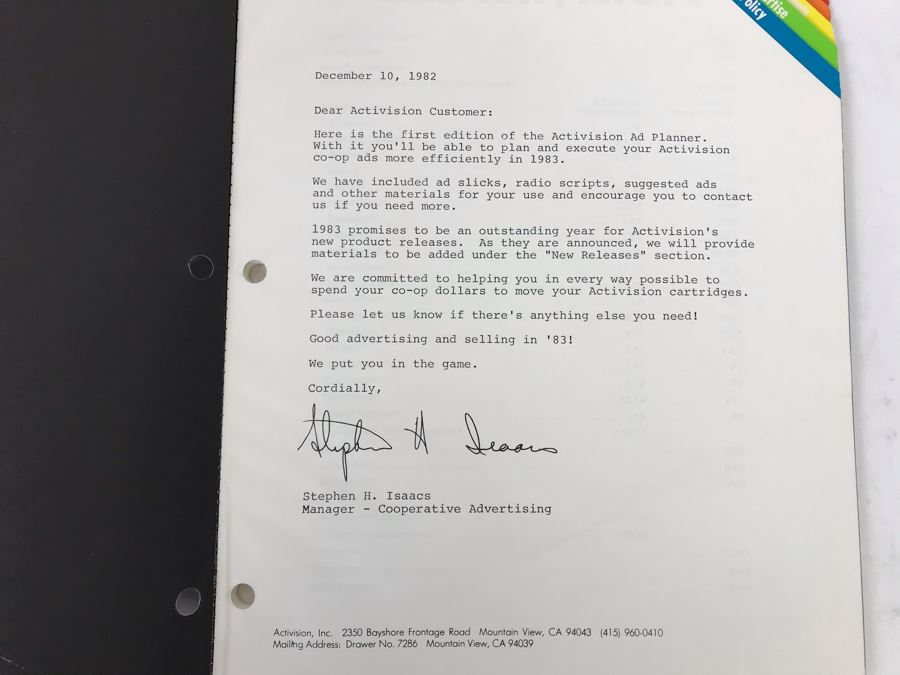 olicy
rtise
December 10, 1982
Dear Activision Customer:
Here is the first edition of the Activision Ad Planner.
With it you'll be able to plan and execute your Activision
co-op ads more efficiently in 1983.
We have included ad slicks, radio scripts, suggested ads
and other materials for your use and encourage you to contact
us if you need more.
1983 promises to be an outstanding year for Activision's
new product releases.  As they are announced, we will provide
materials to be added under the "New Releases" section.
We are committed to helping you in every way possible to
spend your co-op dollars to move your Activision cartridges.
Please let us know if there's anything else you need!
Good advertising and selling in '83!
We put you in the game.
Cordially,
Stephen H Isaacs
Stephen H. Isaacs
Manager - Cooperative Advertising
Activision, Inc.  2350 Bayshore Frontage Road  Mountain View, CA 94043  (415) 960-0410
Mailing Address: Drawer No. 7286  Mountain View, CA 94039